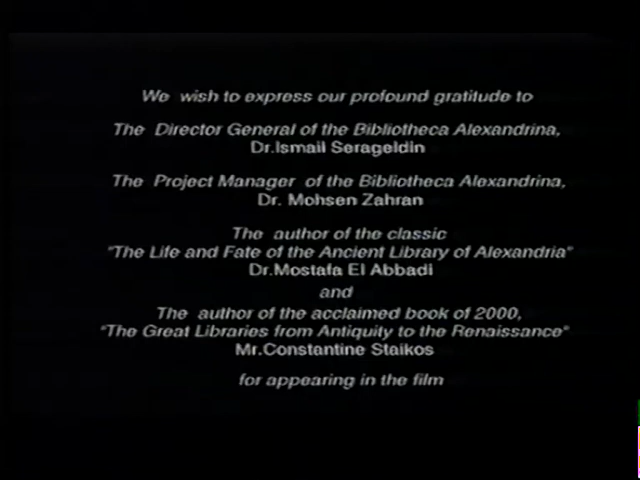 We wish to express our profound gratitude to
The Director General of the Bibliotheca Alexandrina,
Dr.Ismail Serageldin
The Project Manager of the Bibliotheca Alexandrina,
Dr. Mohsen Zahran
The author of the classic
"The Life and Fate of the Ancient Library of Alexandria"
Dr.Mostafa El Abbadi
and
The author of the acclaimed book of 2000,
"The Great Libraries from Antiquity to the Renaissance"
Mr.Constantine Staikos
for appearing in the film